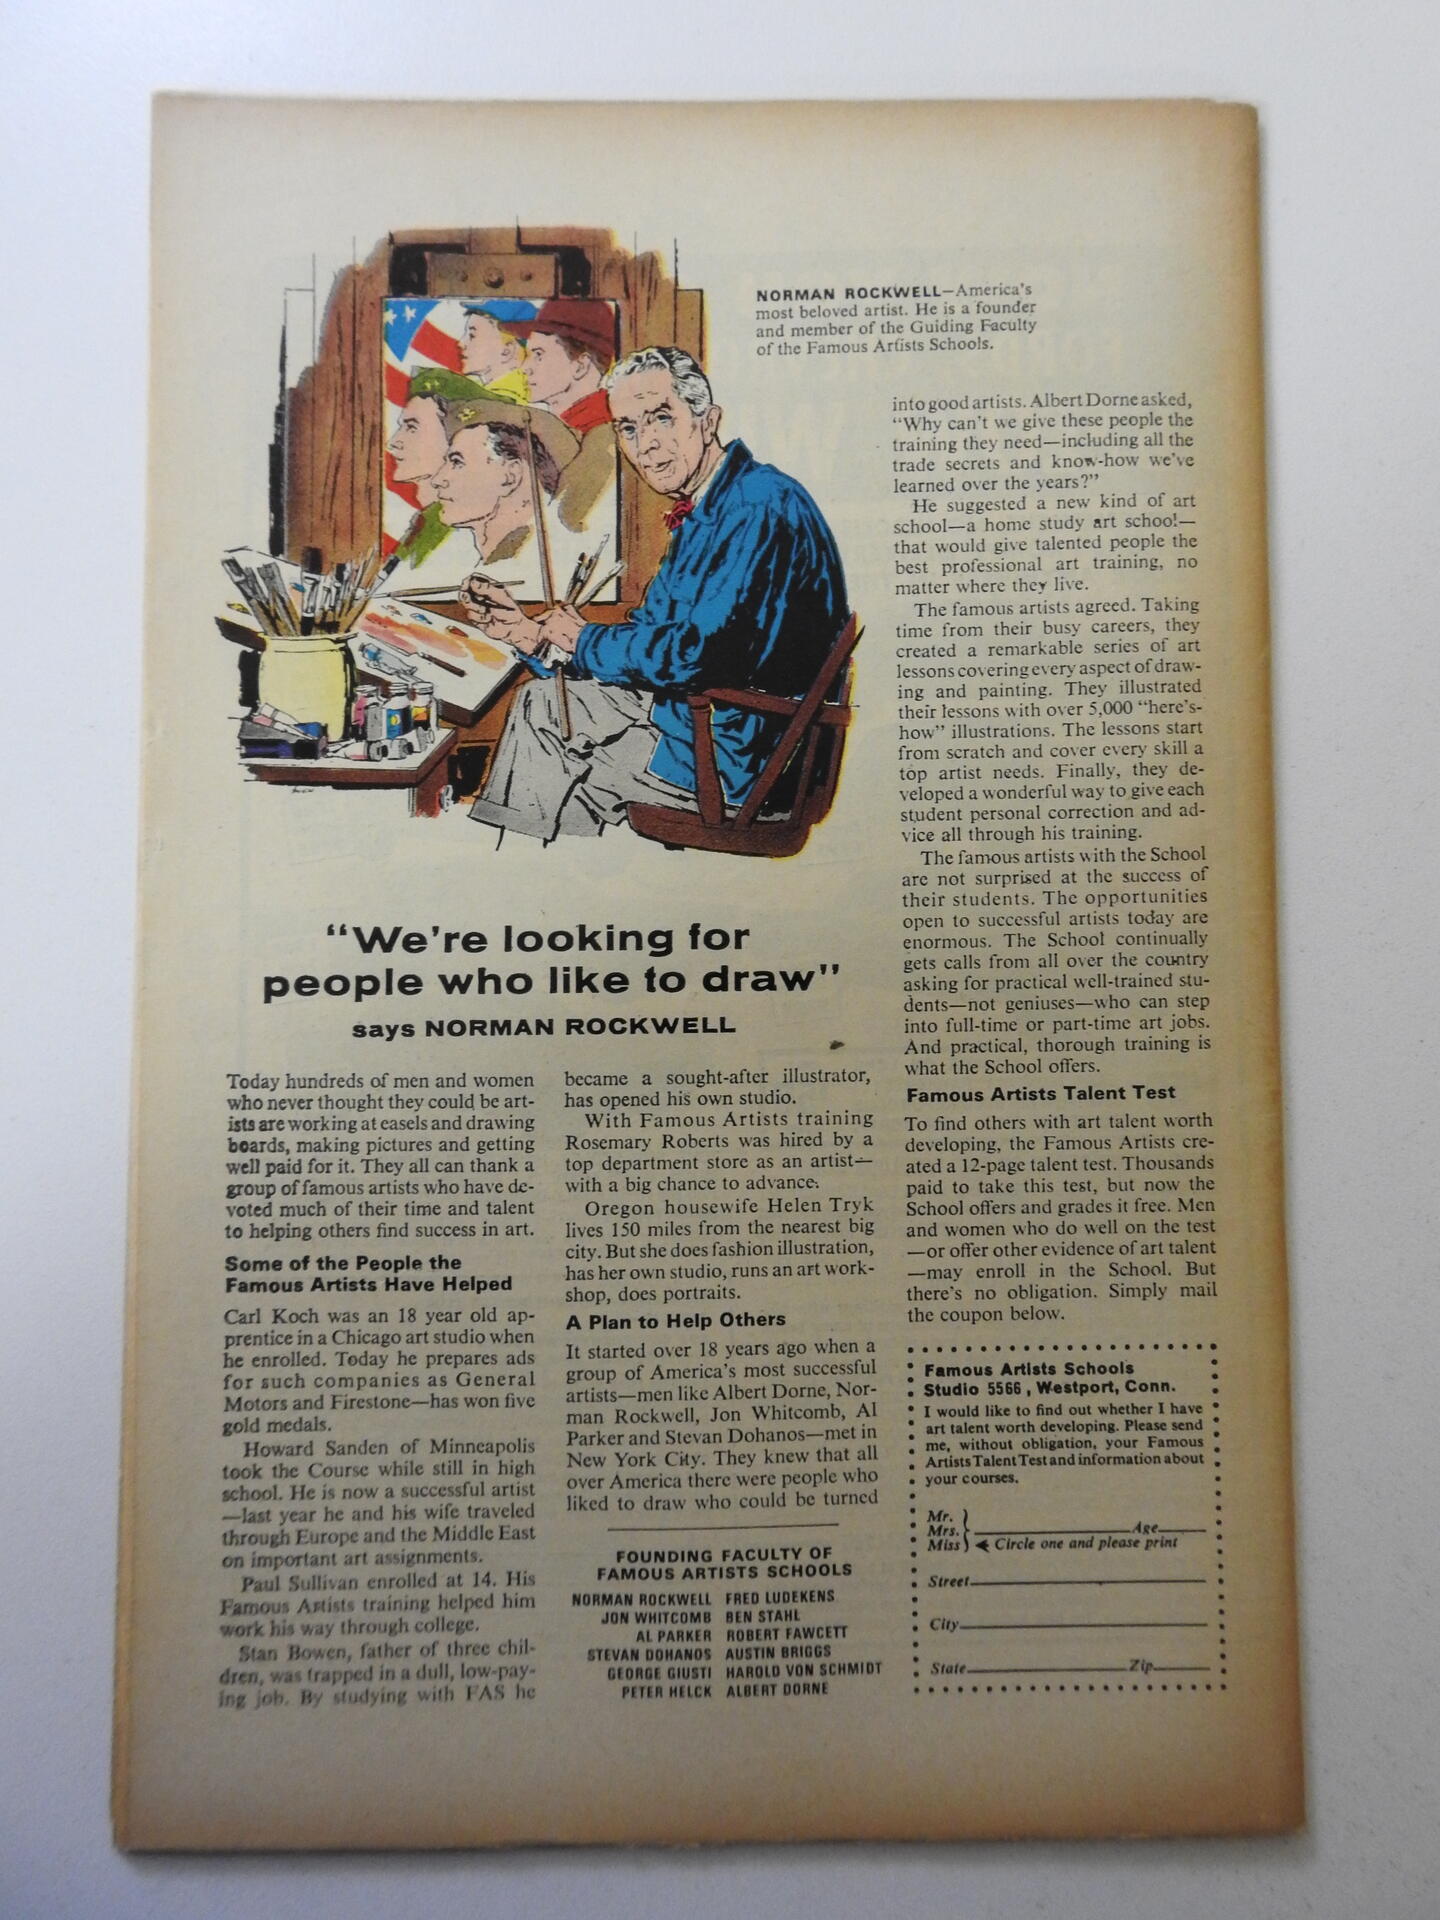 NORMAN ROCKWELL—America's
most beloved artist. He is a founder
and member of the Guiding Faculty
of the Famous Artists Schools.
"We're looking for
people who like to draw"
says NORMAN ROCKWELL
Today hundreds of men and women
who never thought they could be art-
ists are working at easels and drawing
boards, making pictures and getting
well paid for it. They all can thank a
group of famous artists who have de-
voted much of their time and talent
to helping others find success in art.
Some of the People the
Famous Artists Have Helped
Carl Koch was an 18 year old ap-
prentice in a Chicago art studio when
he enrolled. Today he prepares ads
for such companies as General
Motors and Firestone—has won five
gold medals.
Howard Sanden of Minneapolis
took the Course while still in high
school. He is now a successful artist
—last year he and his wife traveled
through Europe and the Middle East
on important art assignments.
Paul Sullivan enrolled at 14. His
Famous Artists training helped him
work his way through college.
Stan Bowen, father of three chil-
dren, was trapped in a dull, low-pay-
ing job. By studying with FAS he
became a sought-after illustrator,
has opened his own studio.
With Famous Artists training
Rosemary Roberts was hired by a
top department store as an artist—
with a big chance to advance.
Oregon housewife Helen Tryk
lives 150 miles from the nearest big
city. But she does fashion illustration,
has her own studio, runs an art work-
shop, does portraits.
A Plan to Help Others
It started over 18 years ago when a
group of America's most successful
artists—men like Albert Dorne, Nor-
man Rockwell, Jon Whitcomb, Al
Parker and Stevan Dohanos—met in
New York City. They knew that all
over America there were people who
liked to draw who could be turned
into good artists. Albert Dorne asked,
"Why can't we give these people the
training they need—including all the
trade secrets and know-how we've
learned over the years?"
He suggested a new kind of art
school—a home study art school—
that would give talented people the
best professional art training, no
matter where they live.
The famous artists agreed. Taking
time from their busy careers, they
created a remarkable series of art
lessons covering every aspect of draw-
ing and painting. They illustrated
their lessons with over 5,000 "here's-
how" illustrations. The lessons start
from scratch and cover every skill a
top artist needs. Finally, they de-
veloped a wonderful way to give each
student personal correction and ad-
vice all through his training.
The famous artists with the School
are not surprised at the success of
their students. The opportunities
open to successful artists today are
enormous. The School continually
gets calls from all over the country
asking for practical well-trained stu-
dents—not geniuses—who can step
into full-time or part-time art jobs.
And practical, thorough training is
what the School offers.
Famous Artists Talent Test
To find others with art talent worth
developing, the Famous Artists cre-
ated a 12-page talent test. Thousands
paid to take this test, but now the
School offers and grades it free. Men
and women who do well on the test
—or offer other evidence of art talent
—may enroll in the School. But
there's no obligation. Simply mail
the coupon below.
FOUNDING FACULTY OF
FAMOUS ARTISTS SCHOOLS
NORMAN ROCKWELL FRED LUDEKENS
JON WHITCOMB BEN STAHL
AL PARKER ROBERT FAWCETT
STEVAN DOHANOS AUSTIN BRIGGS
GEORGE GIUSTI HAROLD VON SCHMIDT
PETER HELCK ALBERT DORNE
Famous Artists Schools
Studio 5566, Westport, Conn.
I would like to find out whether I have
art talent worth developing. Please send
me, without obligation, your Famous
Artists Talent Test and information about
your courses.
Mr.
Mrs. Age
Miss Circle one and please print
Street
City
State Zip